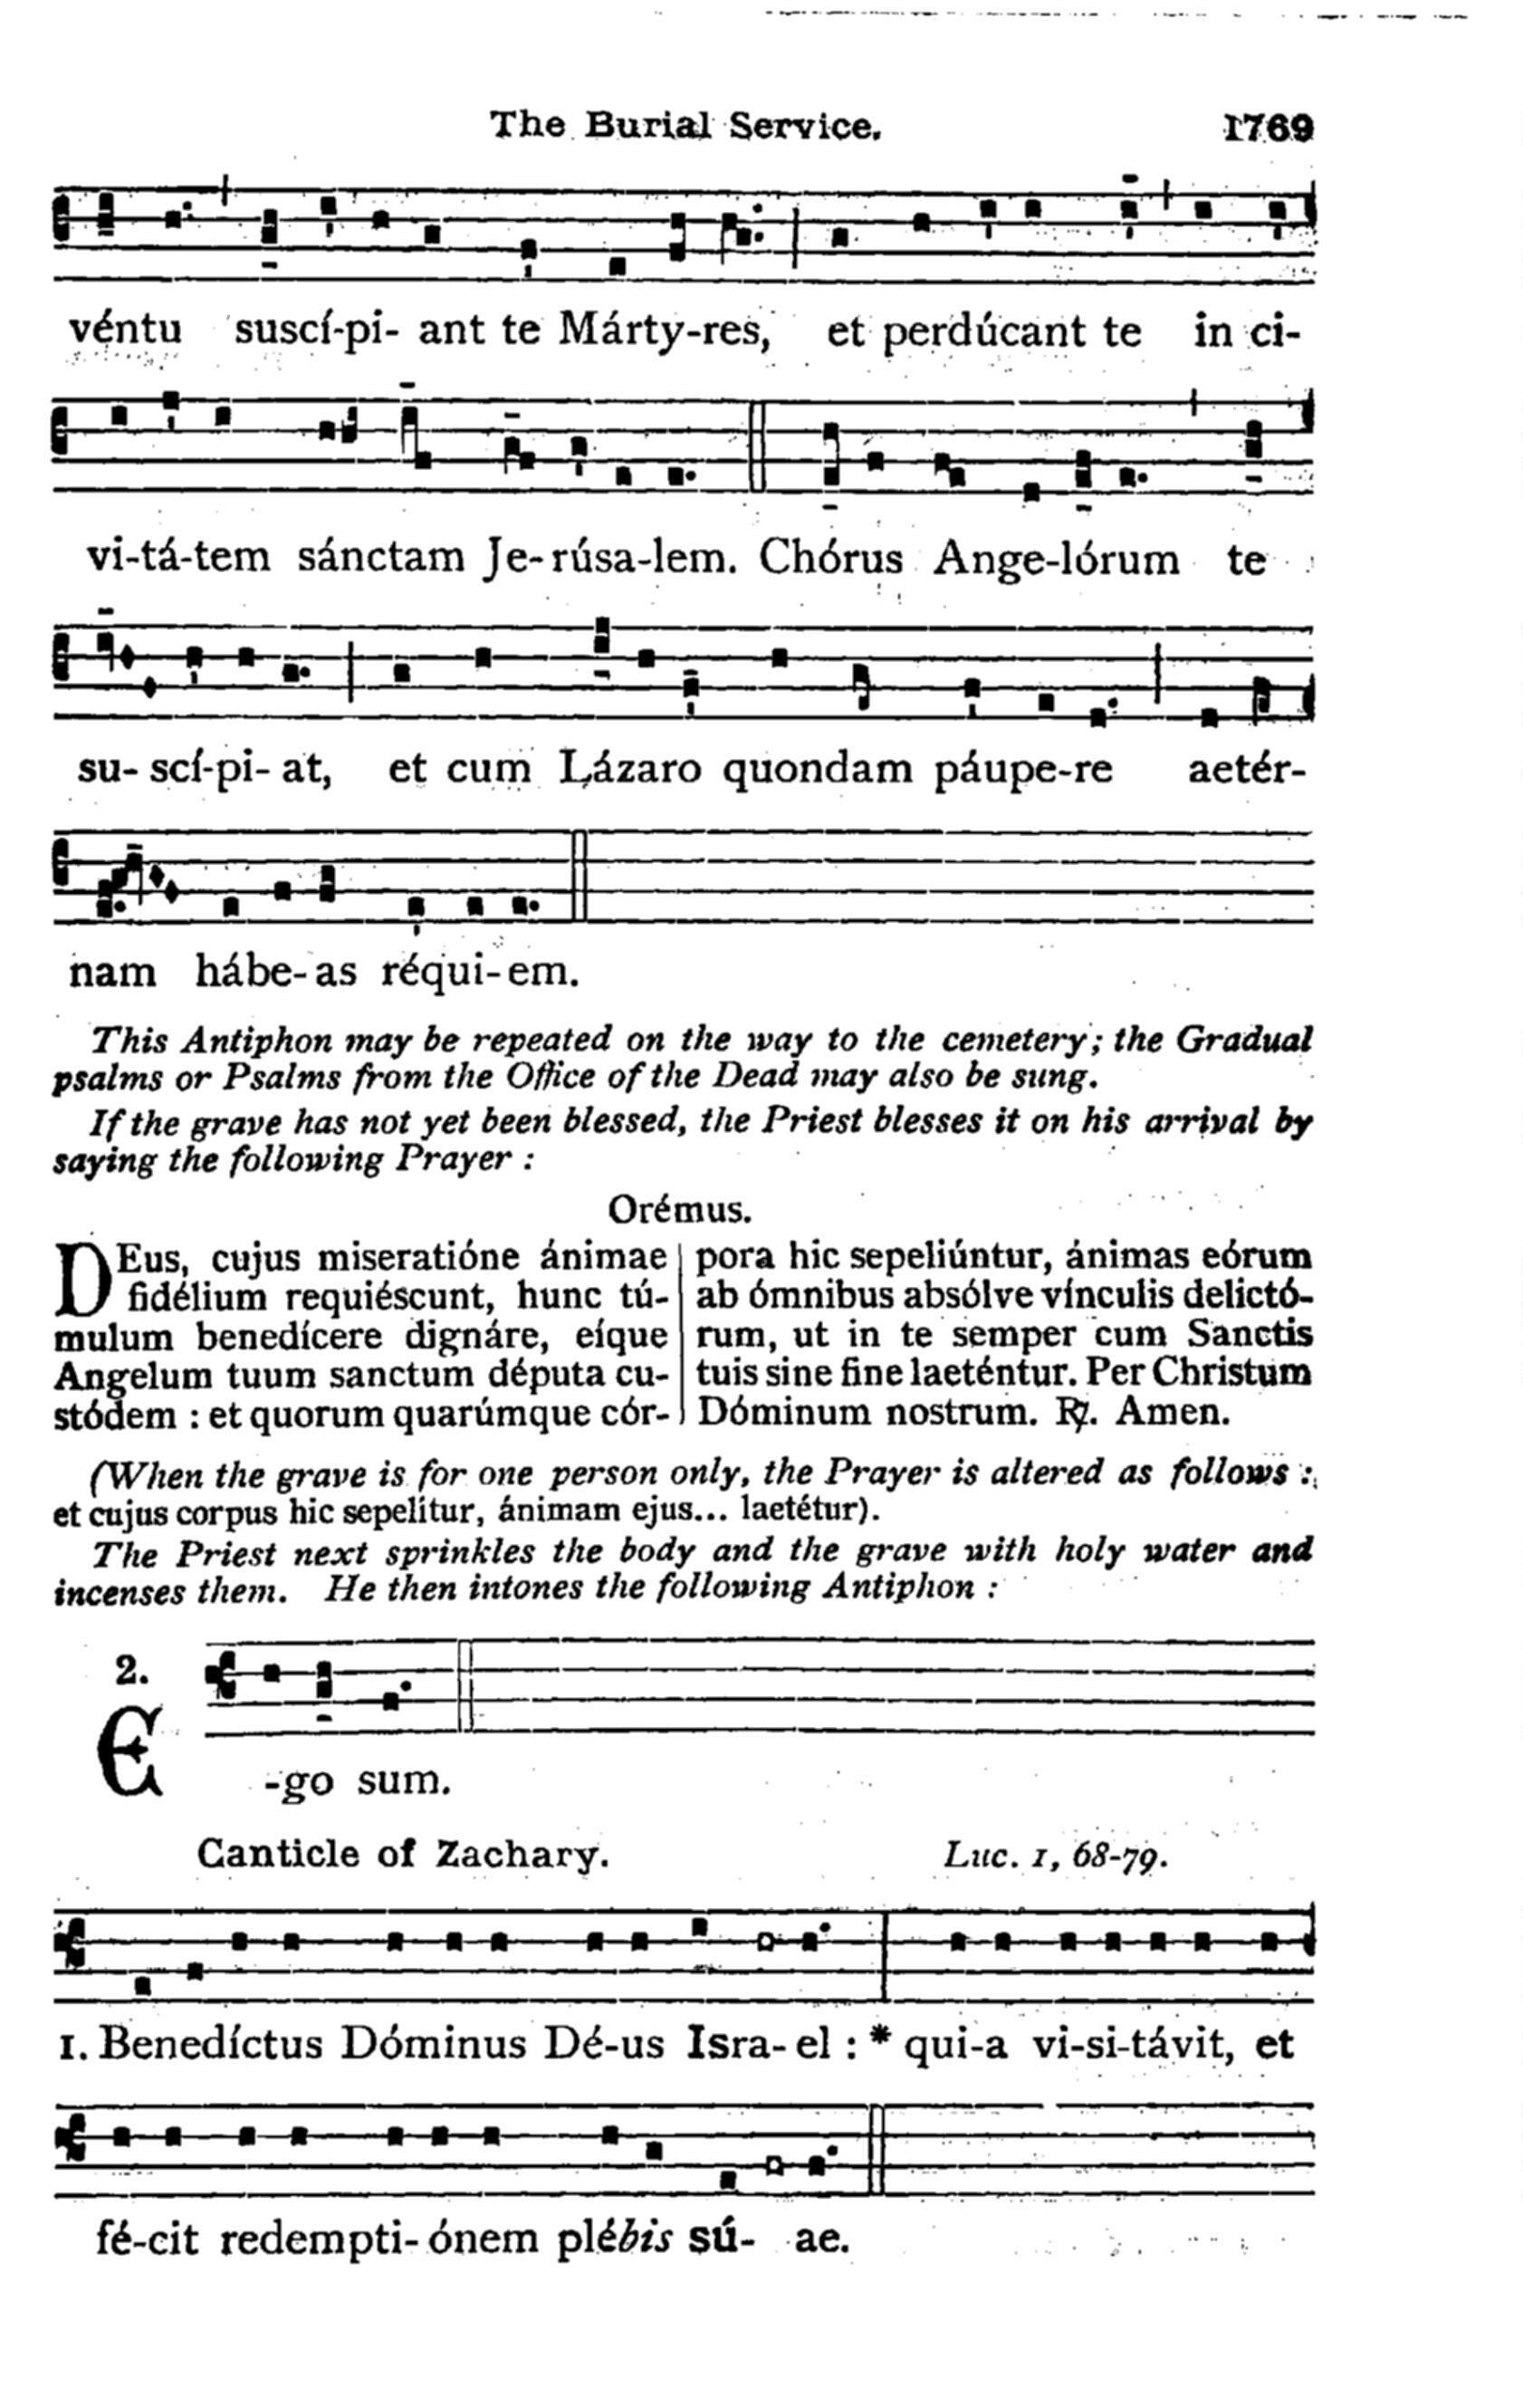 The Burial Service. 1769
véntu suscí-pi- ant te Márty-res, et perdúcant te in ci-
vi-tá-tem sánctam Je-rúsa-lem. Chórus Ange-lórum te
su- scí-pi- at, et cum Lázaro quondam páupe-re aetér-
nam hábe-as réqui-em.
This Antiphon may be repeated on the way to the cemetery; the Gradual
psalms or Psalms from the Office of the Dead may also be sung.
If the grave has not yet been blessed, the Priest blesses it on his arrival by
saying the following Prayer :
Orémus.
DEus, cujus miseratióne ánimae
fidélium requiéscunt, hunc tú-
mulum benedícere dignáre, eíque
Angelum tuum sanctum députa cu-
stódem : et quorum quarúmque cór-
pora hic sepeliúntur, ánimas eórum
ab ómnibus absólve vínculis delictó-
rum, ut in te semper cum Sanctis
tuis sine fine laeténtur. Per Christum
Dóminum nostrum. ℟. Amen.
(When the grave is for one person only, the Prayer is altered as follows :
et cujus corpus hic sepelítur, ánimam ejus... laetétur).
The Priest next sprinkles the body and the grave with holy water and
incenses them. He then intones the following Antiphon :
2.
E -go sum.
Canticle of Zachary. Luc. 1, 68-79.
1. Benedíctus Dóminus Dé-us Isra- el : * qui-a vi-si-távit, et
fé-cit redempti- ónem plébis sú- ae.